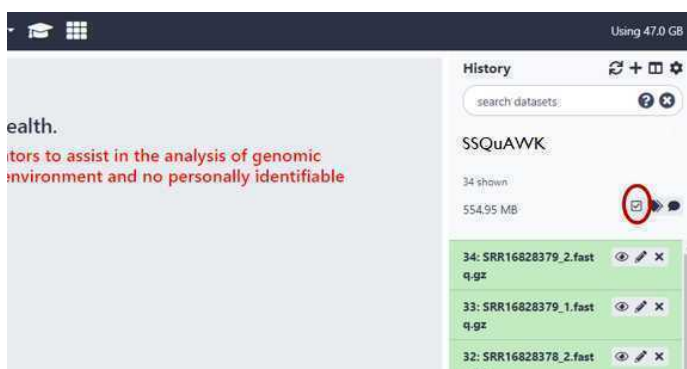 Using 47.0 GB
History
search datasets
ealth.
tors to assist in the analysis of genomic
environment and no personally identifiable
SSQuAWK
34 shown
554.95 MB
34: SRR16828379_2.fast
q.gz
33: SRR16828379_1.fast
q.gz
32: SRR16828378_2.fast